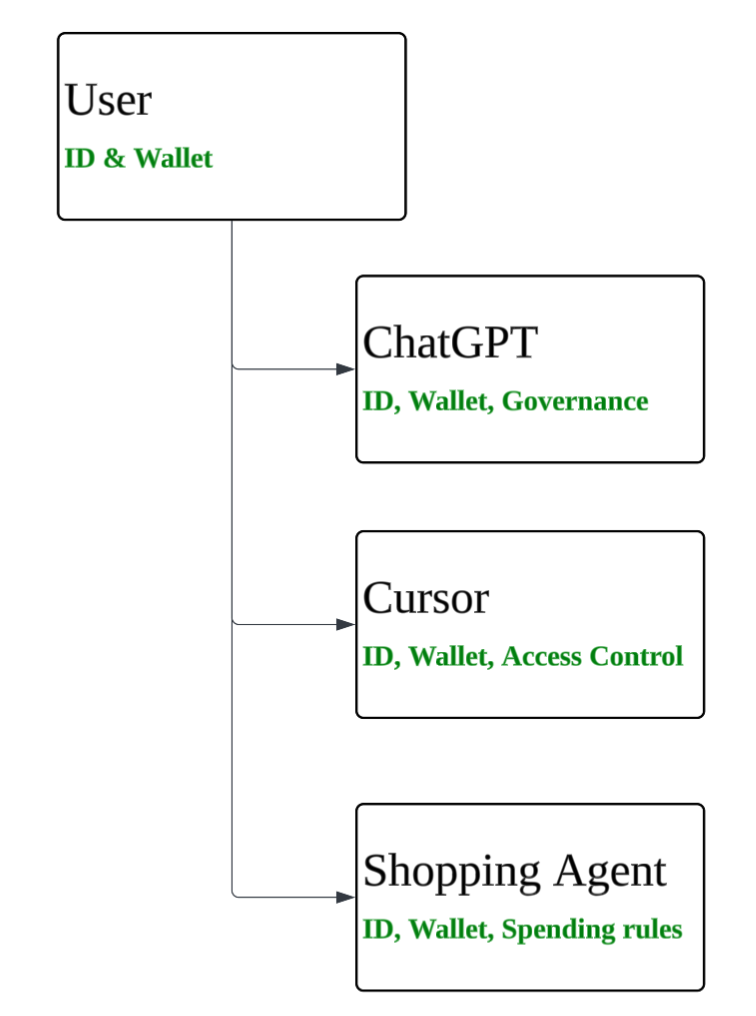 User
ID & Wallet
ChatGPT
ID, Wallet, Governance
Cursor
ID, Wallet, Access Control
Shopping Agent
ID, Wallet, Spending rules